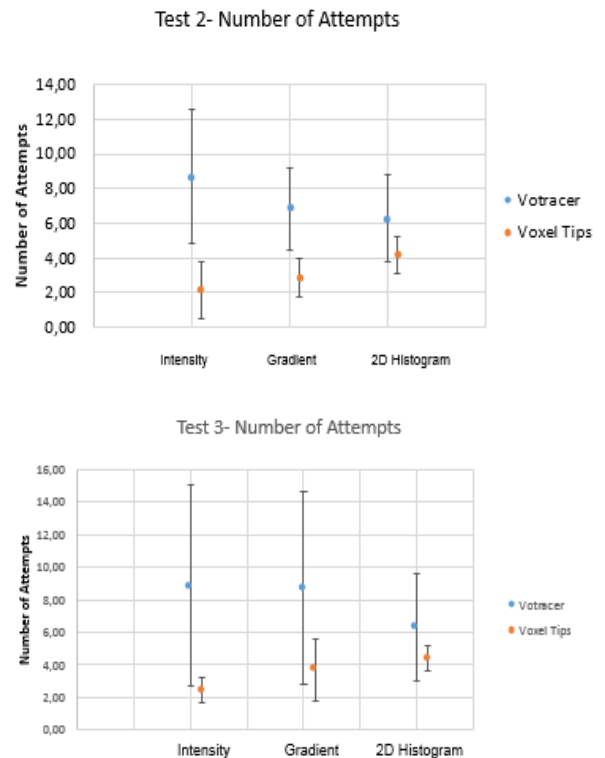 Test 2- Number of Attempts
14,00
12,00
10,00
8,00
6,00
4,00
2,00
0,00
Number of Attempts
Intensity Gradient 2D Histogram
Votracer
Voxel Tips
Test 3- Number of Attempts
16,00
14,00
12,00
10,00
8,00
6,00
4,00
2,00
0,00
Number of Attempts
Intensity Gradient 2D Histogram
Votracer
Voxel Tips